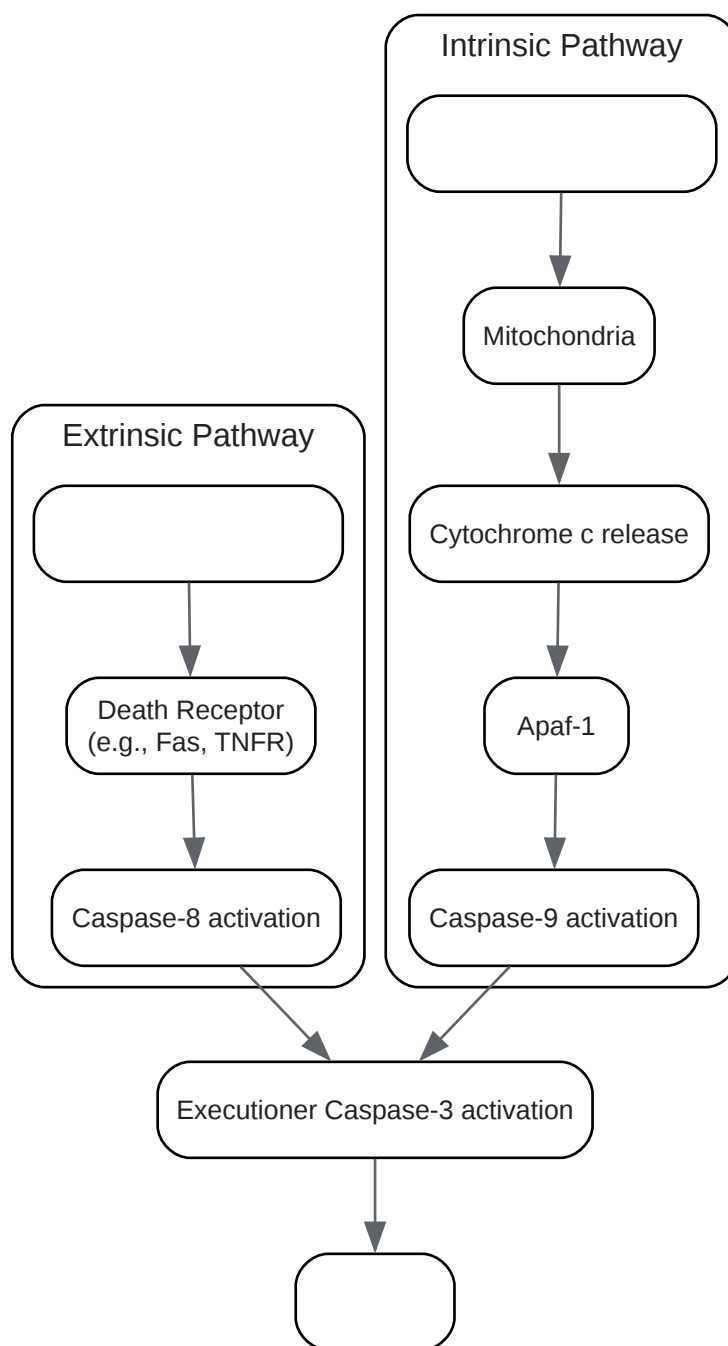 Intrinsic Pathway
Mitochondria
Extrinsic Pathway
Cytochrome c release
Death Receptor
(e.g., Fas, TNFR)
Apaf-1
Caspase-8 activation
Caspase-9 activation
Executioner Caspase-3 activation